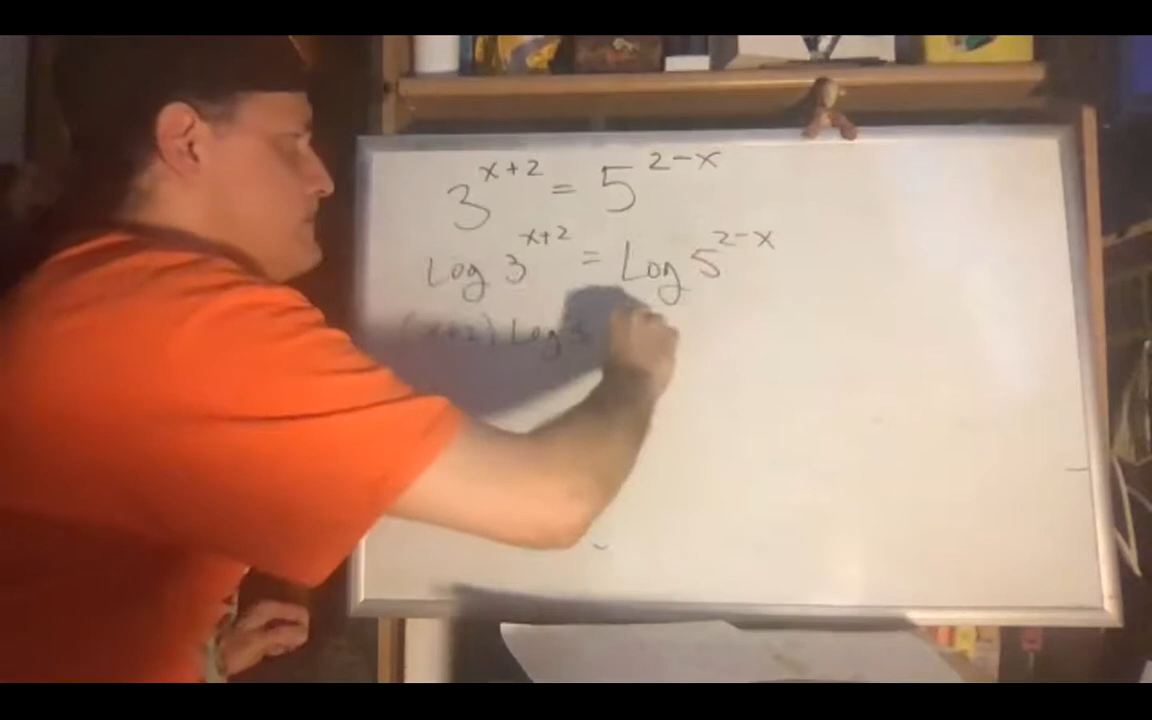 3^{x+2} = 5^{2-x}
Log 3^{x+2} = Log 5^{2-x}
(x+2) Log 3